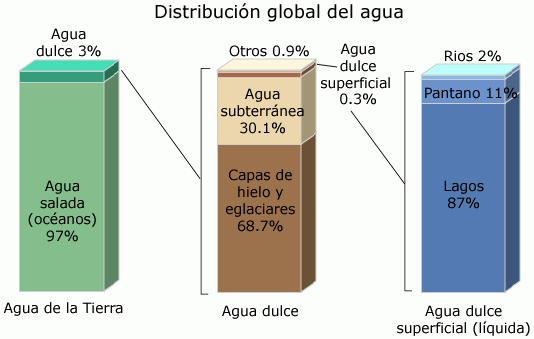 Distribución global del agua
Agua
dulce 3%
Agua
salada
(océanos)
97%
Agua de la Tierra
Otros 0.9%
Agua
subterránea
30.1%
Capas de
hielo y
eglaciares
68.7%
Agua dulce
Agua
dulce
superficial
0.3%
Rios 2%
Pantano 11%
Lagos
87%
Agua dulce
superficial (líquida)